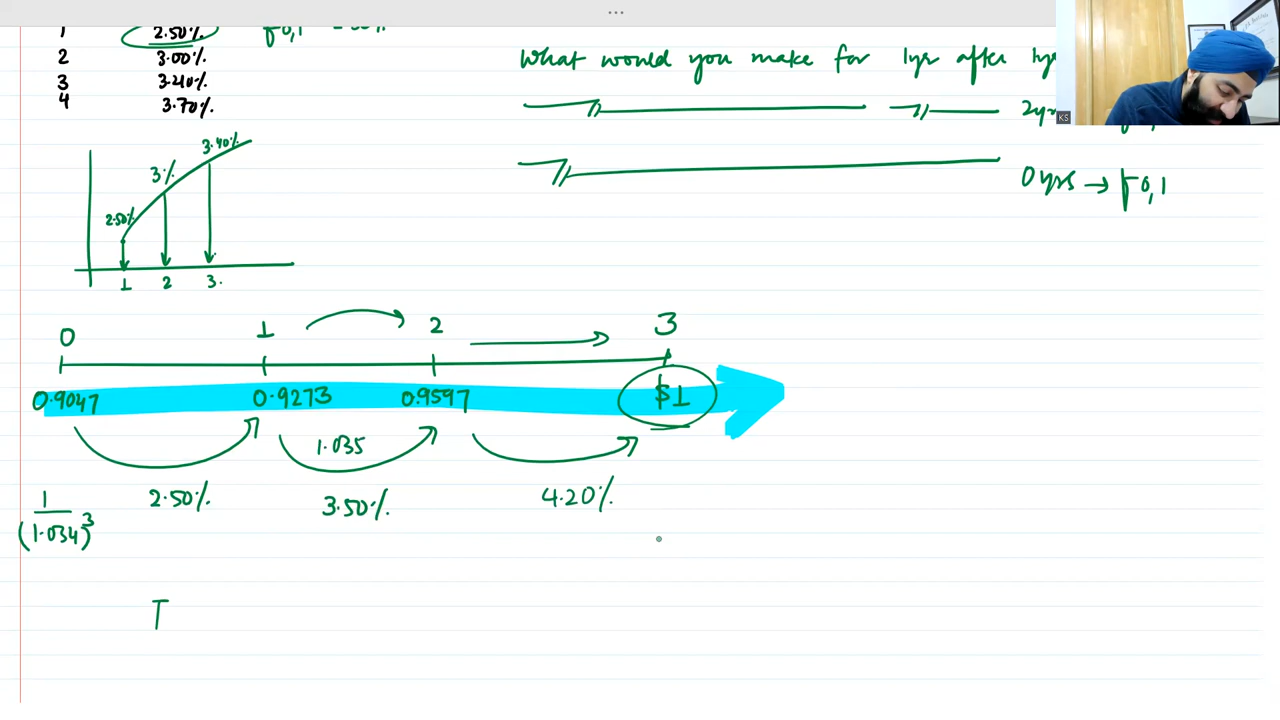 ...
1 2.50%
2 3.00%
3 3.40%
4 3.70%
What would you make for 1yr after 1yr
2yr
0yrs → f0,1
3.40%
3%
2.50%
1 2 3.
0 1 2 3
0.9047 0.9273 0.9597 $1
1.035
2.50% 3.50% 4.20%
1
(1.034)3
T
KS